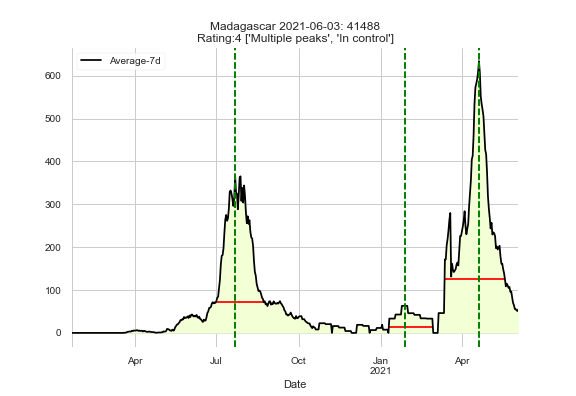 Madagascar 2021-06-03: 41488
Rating:4 ['Multiple peaks', 'In control']
Average-7d
600
500
400
300
200
100
0
Apr Jul Oct Jan Apr
2021
Date